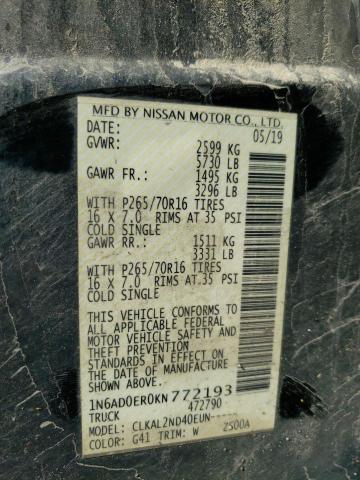 MFD BY NISSAN MOTOR CO., LTD.
DATE: 05/19
GVWR: 2599 KG
5730 LB
GAWR FR.: 1495 KG
3296 LB
WITH P265/70R16 TIRES
16 X 7.0 RIMS AT 35 PSI
COLD SINGLE
GAWR RR.: 1511 KG
3331 LB
WITH P265/70R16 TIRES
16 X 7.0 RIMS AT 35 PSI
COLD SINGLE
THIS VEHICLE CONFORMS TO
ALL APPLICABLE FEDERAL
MOTOR VEHICLE SAFETY AND
THEFT PREVENTION
STANDARDS IN EFFECT ON
THE DATE OF MANUFACTURE
SHOWN ABOVE.
1N6AD0ER0KN772193
TRUCK 472790
MODEL: CLKAL2ND40EUN-----
COLOR: G41 TRIM: W 2500A